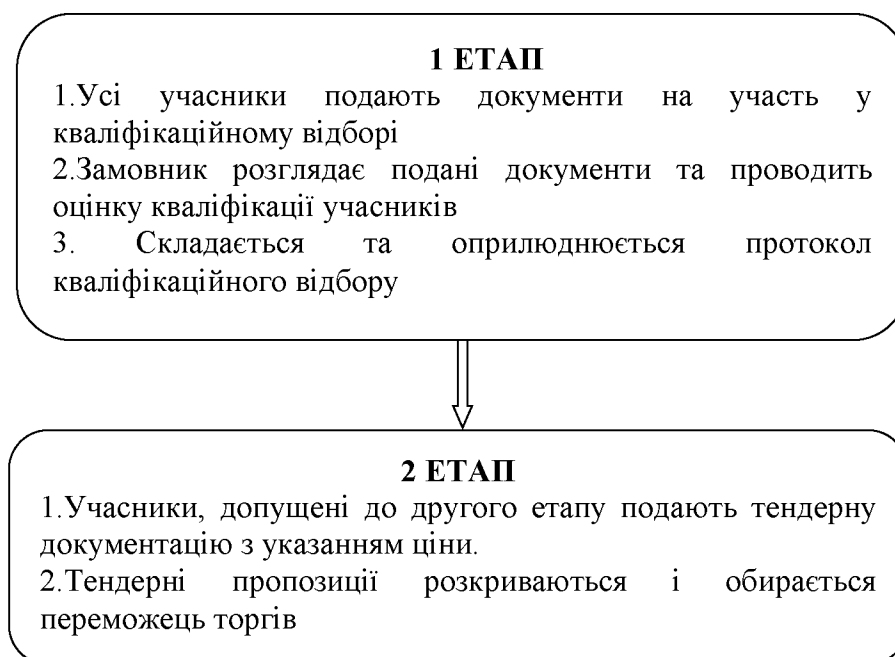 1 ЕТАП
1.Усі учасники подають документи на участь у
кваліфікаційному відборі
2.Замовник розглядає подані документи та проводить
оцінку кваліфікації учасників
3. Складається та оприлюднюється протокол
кваліфікаційного відбору
2 ЕТАП
1.Учасники, допущені до другого етапу подають тендерну
документацію з указанням ціни.
2.Тендерні пропозиції розкриваються і обирається
переможець торгів